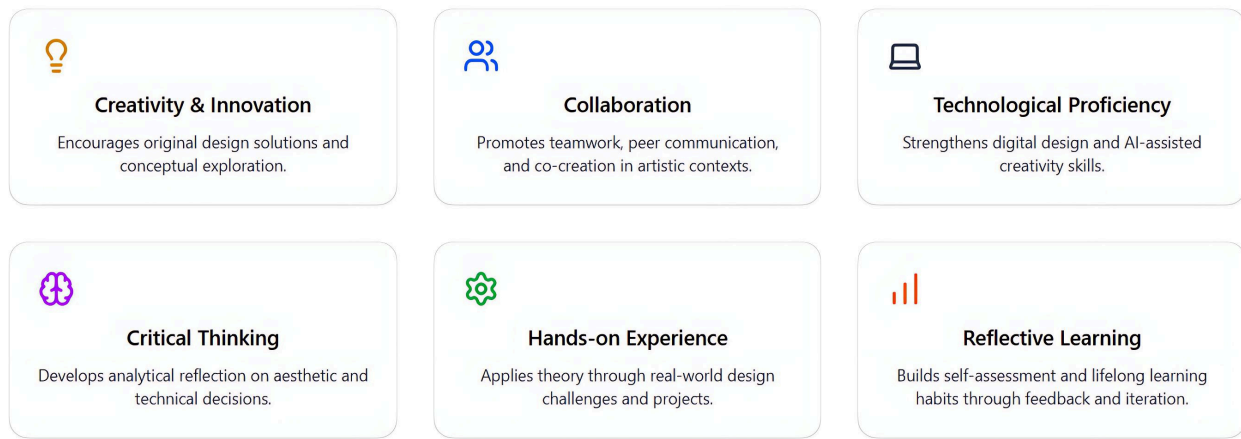 Creativity & Innovation
Encourages original design solutions and
conceptual exploration.
Collaboration
Promotes teamwork, peer communication,
and co-creation in artistic contexts.
Technological Proficiency
Strengthens digital design and AI-assisted
creativity skills.
Critical Thinking
Develops analytical reflection on aesthetic and
technical decisions.
Hands-on Experience
Applies theory through real-world design
challenges and projects.
Reflective Learning
Builds self-assessment and lifelong learning
habits through feedback and iteration.